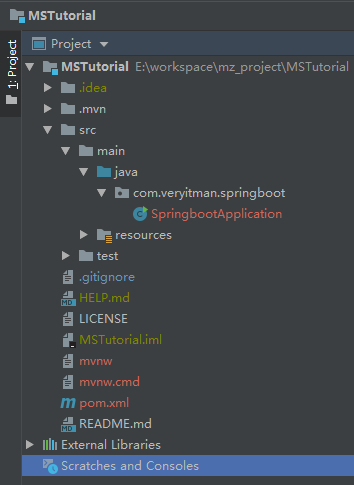 MSTutorial
1: Project
Project
MSTutorial E:\workspace\mz_project\MSTutorial
.idea
.mvn
src
main
java
com.veryitman.springboot
SpringbootApplication
resources
test
.gitignore
HELP.md
LICENSE
MSTutorial.iml
mvnw
mvnw.cmd
pom.xml
README.md
External Libraries
Scratches and Consoles